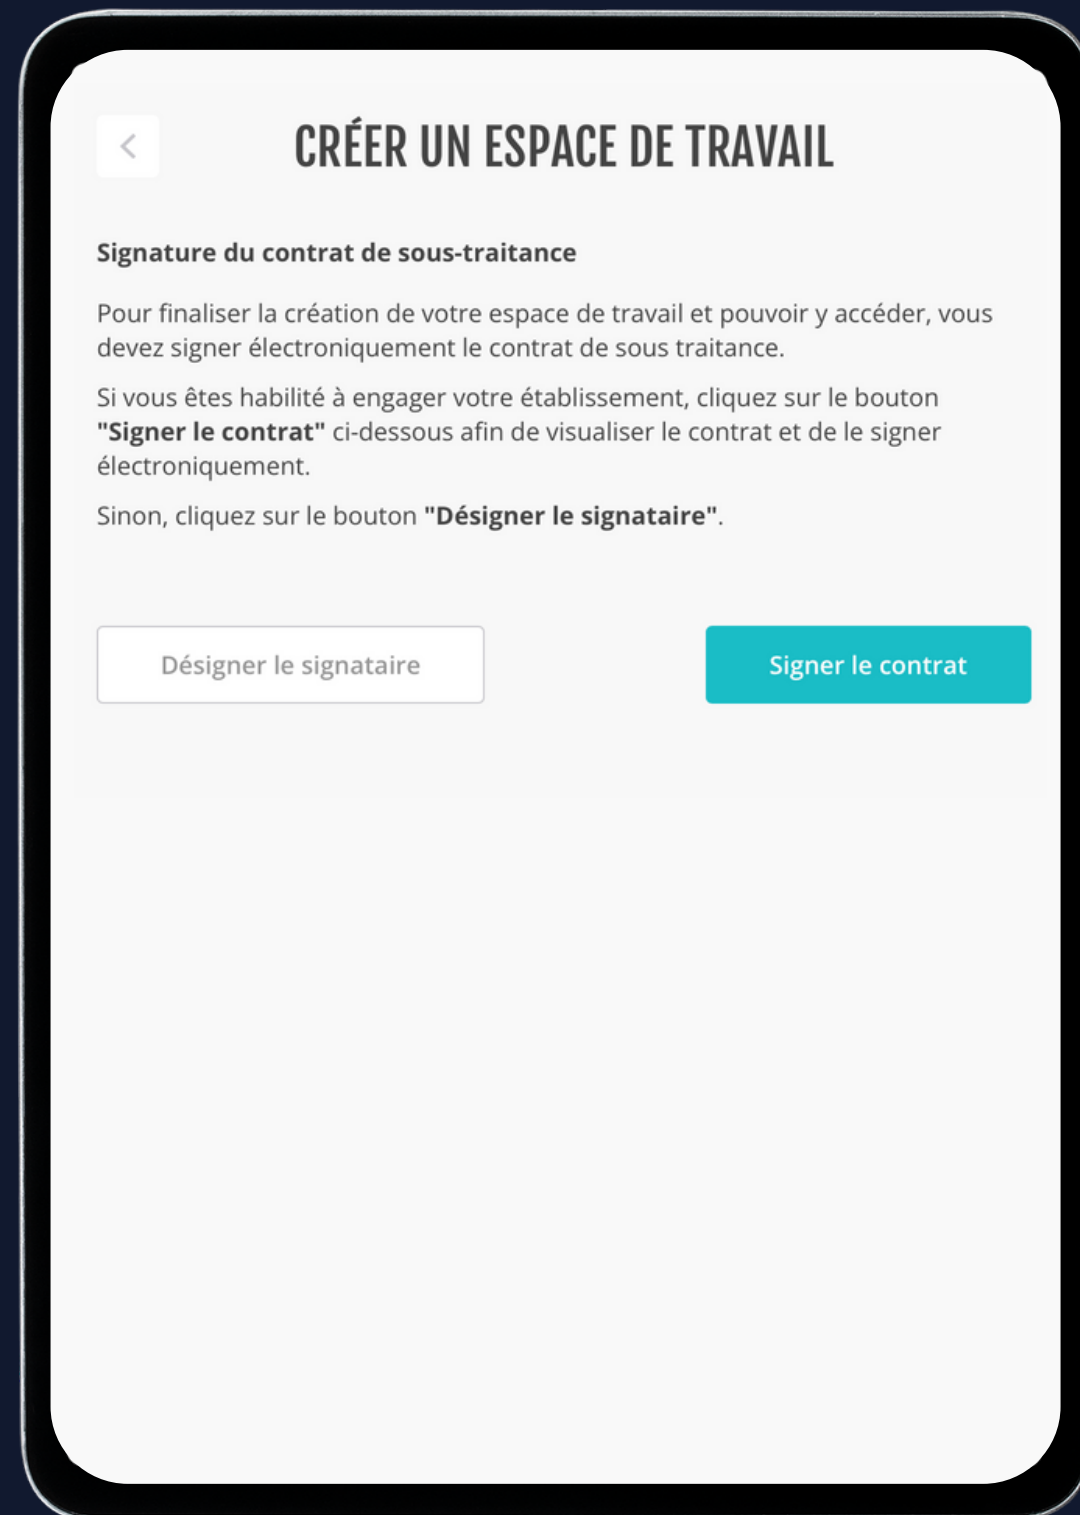 CRÉER UN ESPACE DE TRAVAIL
Signature du contrat de sous-traitance
Pour finaliser la création de votre espace de travail et pouvoir y accéder, vous
devez signer électroniquement le contrat de sous traitance.
Si vous êtes habilité à engager votre établissement, cliquez sur le bouton
"Signer le contrat" ci-dessous afin de visualiser le contrat et de le signer
électroniquement.
Sinon, cliquez sur le bouton "Désigner le signataire".
Désigner le signataire
Signer le contrat